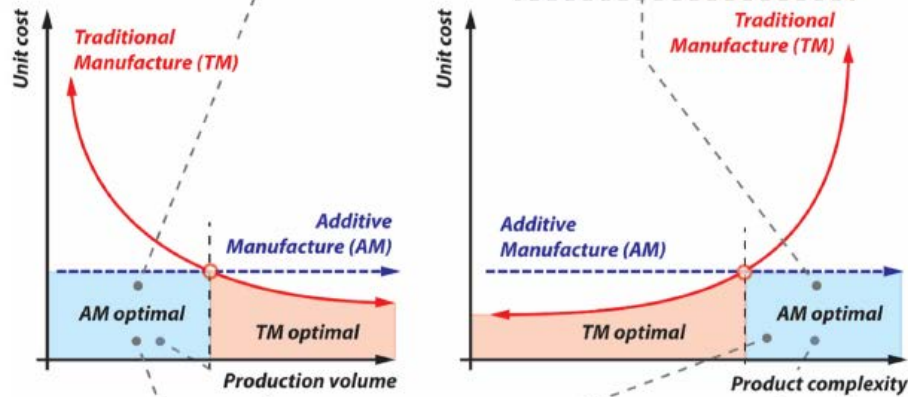 Unit cost
Traditional
Manufacture (TM)
Additive
Manufacture (AM)
AM optimal
TM optimal
Production volume
Unit cost
Traditional
Manufacture (TM)
Additive
Manufacture (AM)
TM optimal
AM optimal
Product complexity